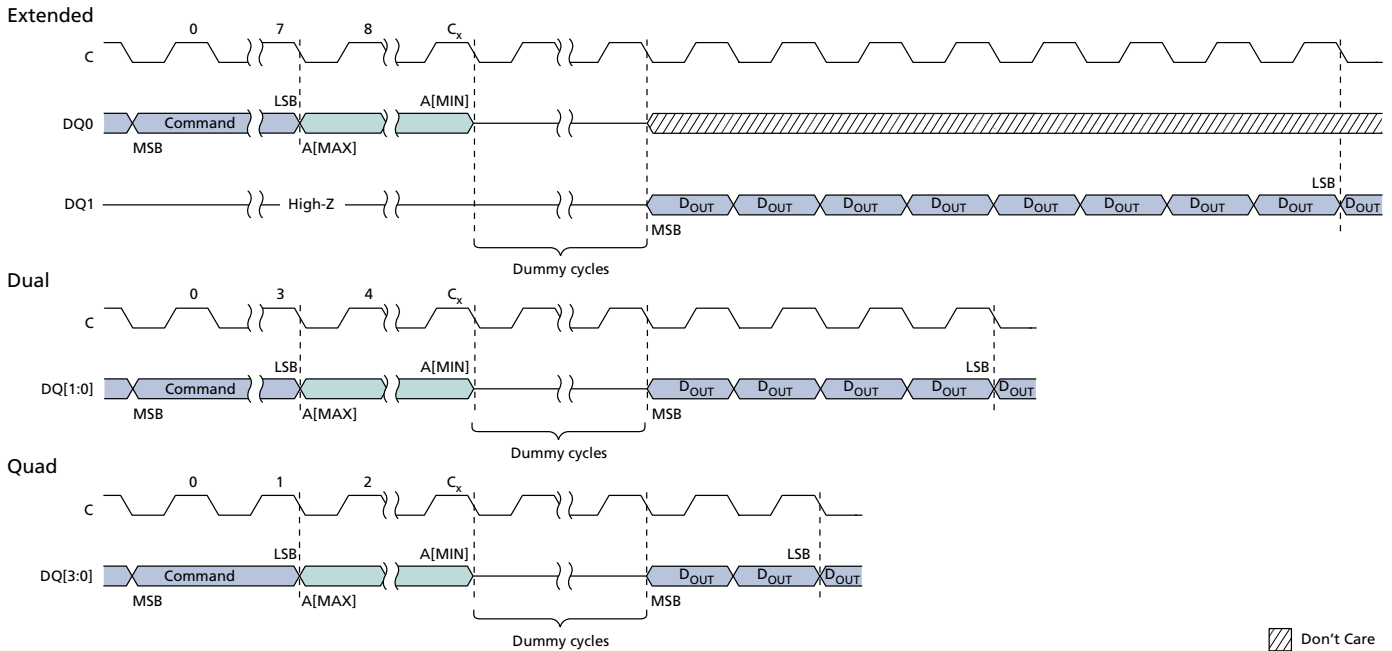 Extended
0 7 8 Cx
C
LSB A[MIN]
DQ0 Command
MSB A[MAX]
LSB
DQ1 High-Z DOUT DOUT DOUT DOUT DOUT DOUT DOUT DOUT DOUT
MSB
Dummy cycles
Dual
0 3 4 Cx
C
LSB A[MIN] LSB
DQ[1:0] Command DOUT DOUT DOUT DOUT DOUT
MSB A[MAX] MSB
Dummy cycles
Quad
0 1 2 Cx
C
LSB A[MIN] LSB
DQ[3:0] Command DOUT DOUT DOUT
MSB A[MAX] MSB
Dummy cycles
Don't Care